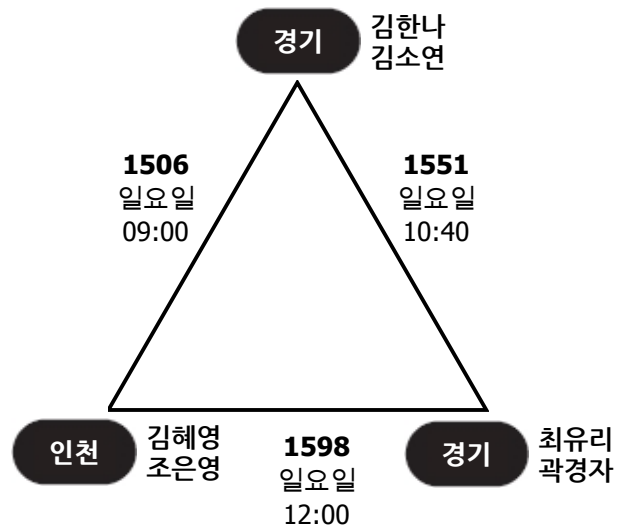 경기
김한나
김소연
1506
일요일
09:00
1551
일요일
10:40
인천
김혜영
조은영
1598
일요일
12:00
경기
최유리
곽경자